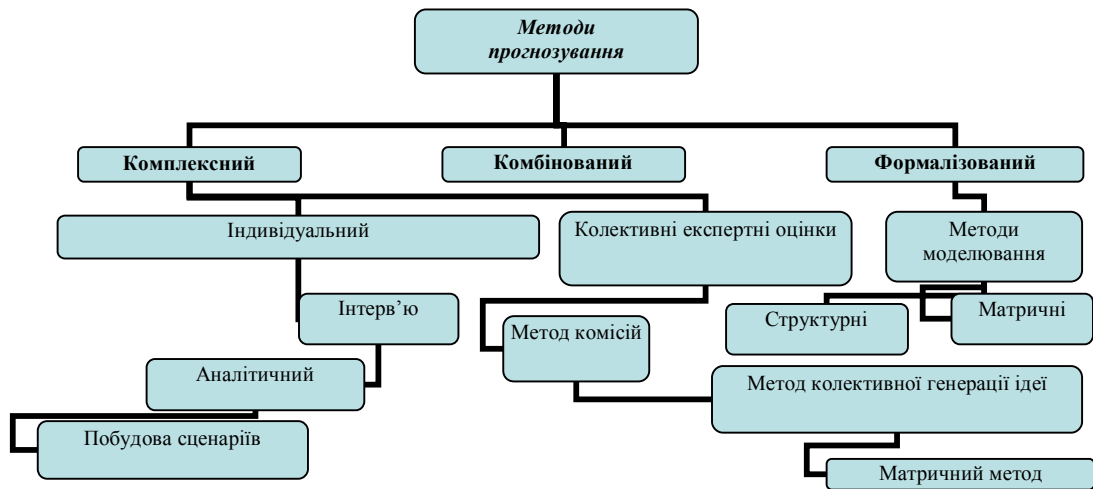 Методи
прогнозування
Комплексний
Комбінований
Формалізований
Індивідуальний
Колективні експертні оцінки
Методи
моделювання
Інтерв’ю
Метод комісій
Структурні
Матричні
Аналітичний
Метод колективної генерації ідеї
Побудова сценаріїв
Матричний метод